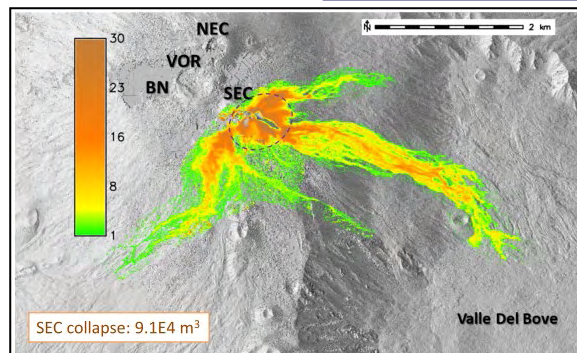 N
2 km
30
23
16
8
1
NEC
VOR
BN
SEC
SEC collapse: 9.1E4 m³
Valle Del Bove